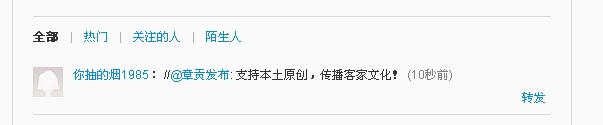 全部 | 热门 | 关注的人 | 陌生人
你抽的烟1985： //@章贡发布: 支持本土原创，传播客家文化！ (10秒前)
转发